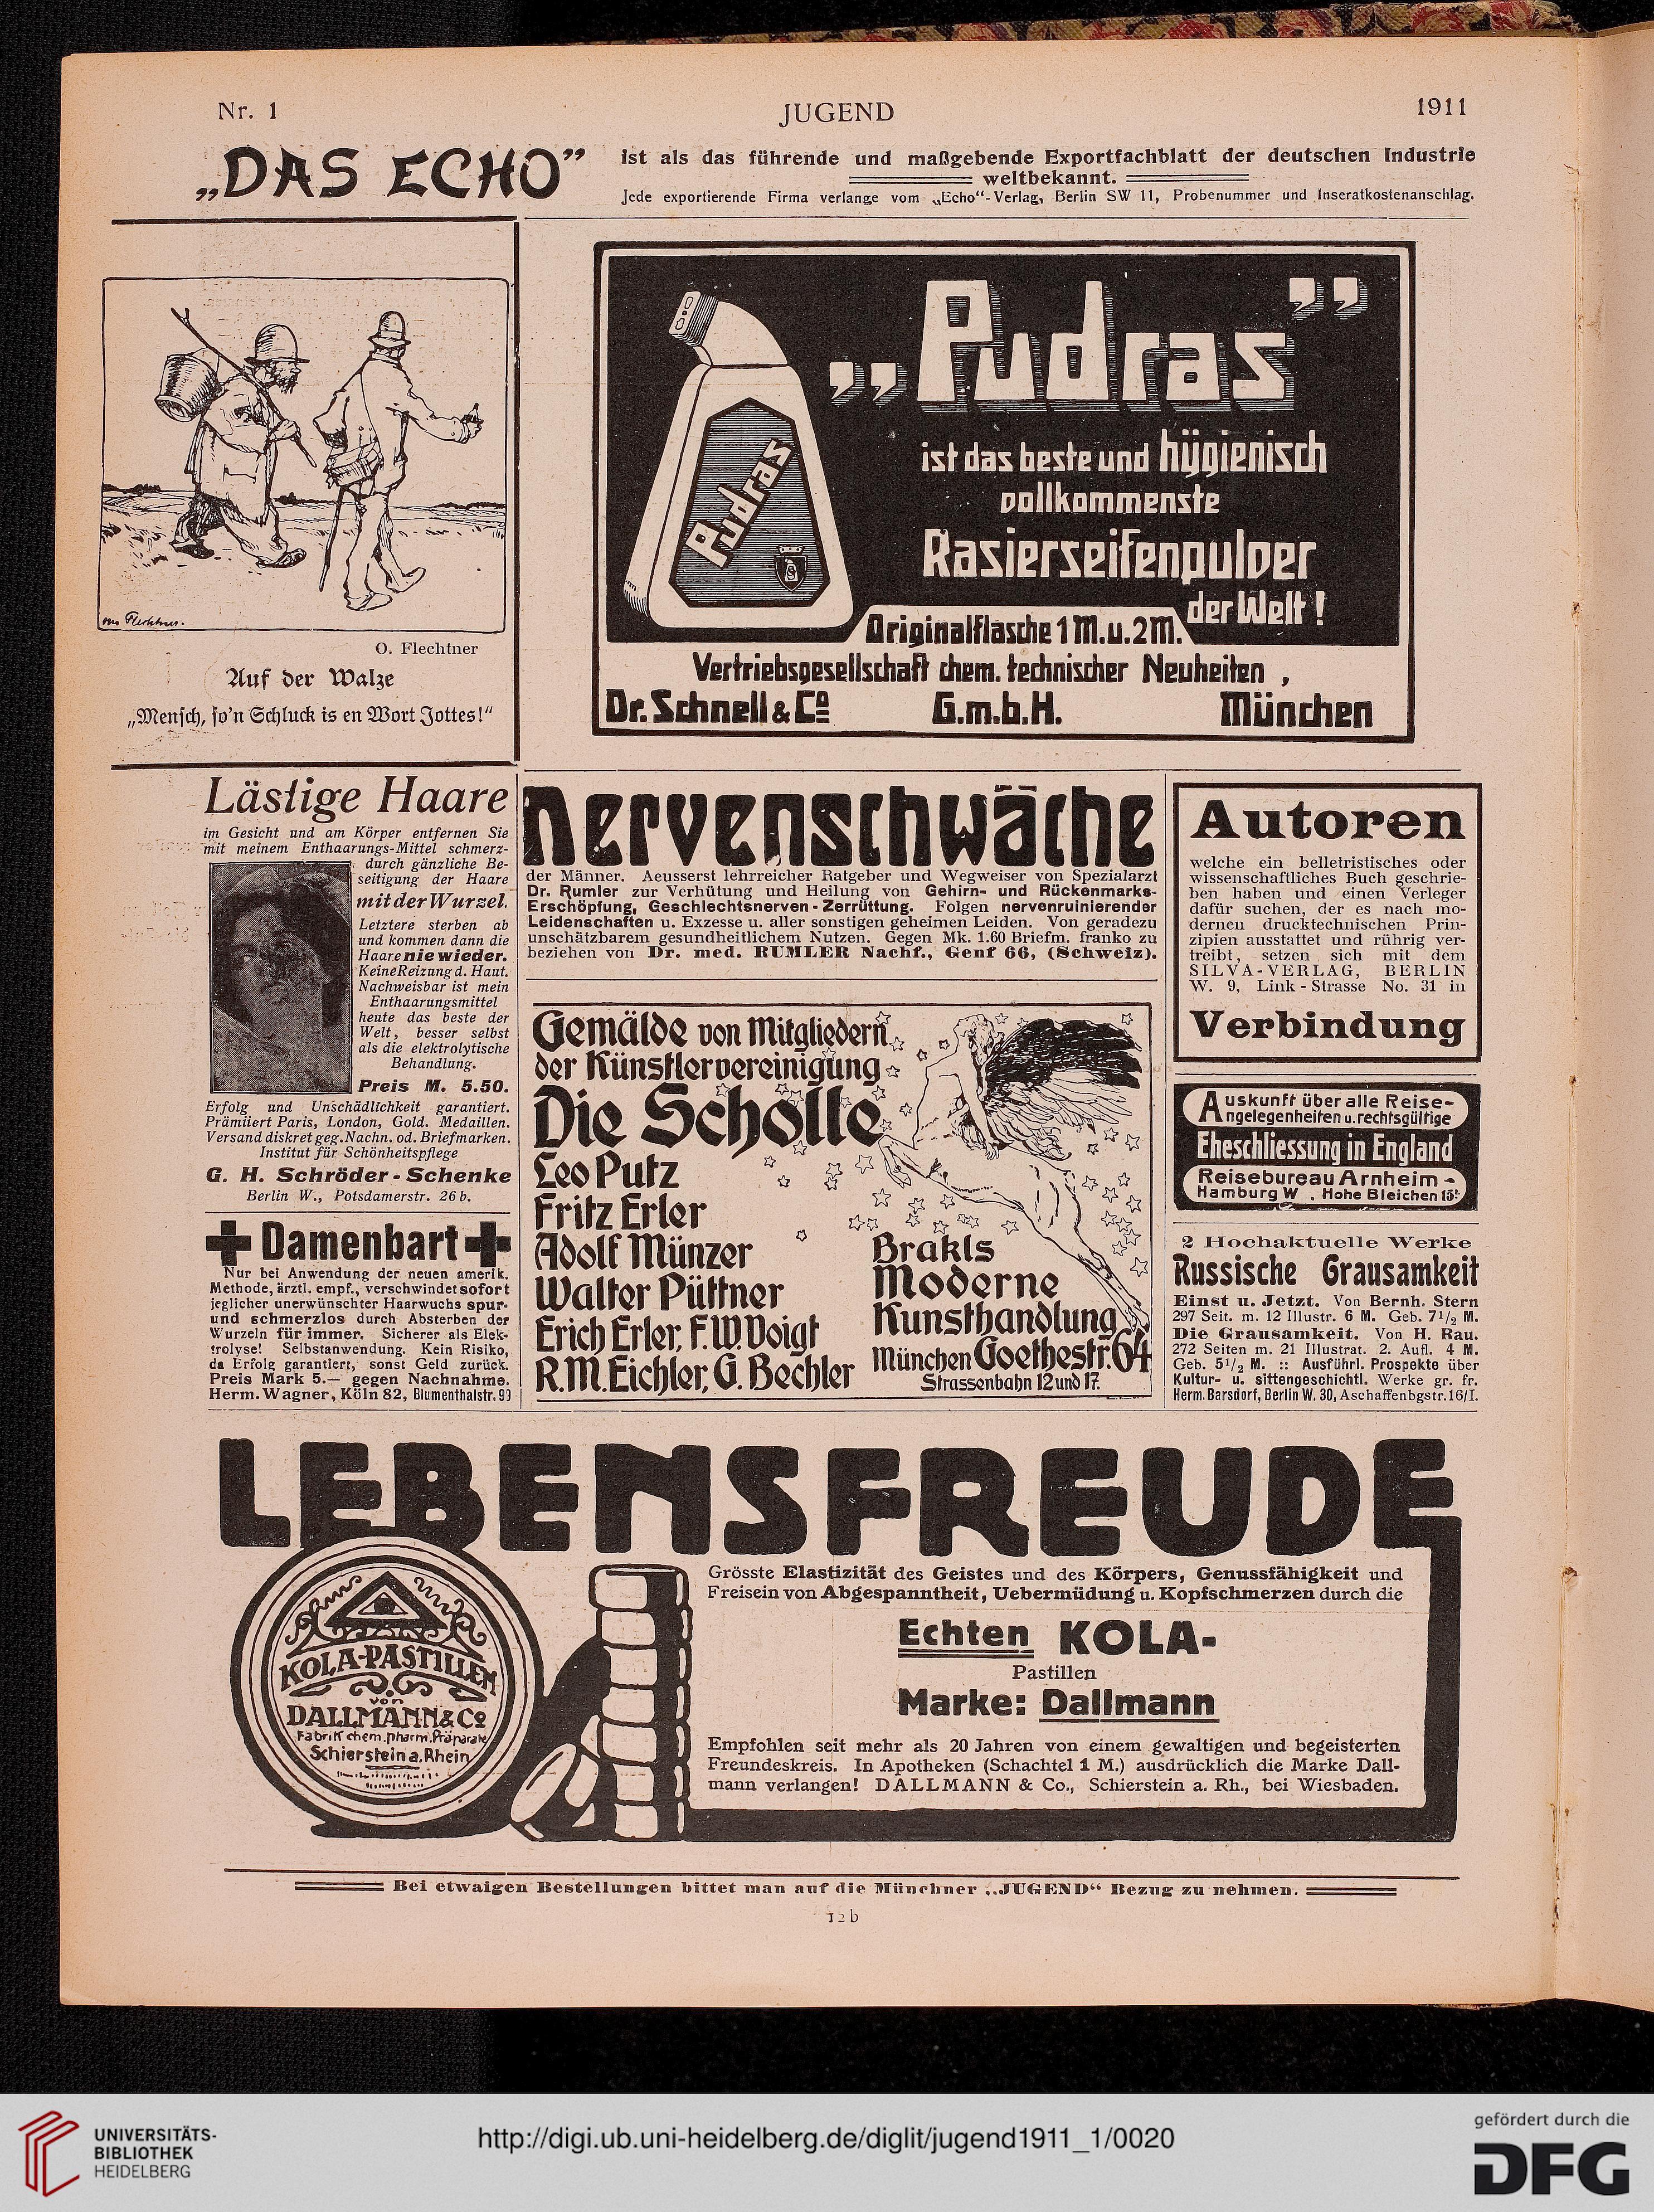 Nr. 1
JUGEND
1911
„DAS ECHO”
ist als das führende und maßgebende Exportfachblatt der deutschen Industrie
weltbekannt.
Jede exportierende Firma verlange vom „Echo“-Verlag, Berlin SW 11, Probenummer und Inseratkostenanschlag.
O. Flechtner
Auf der Walze
„Mensch, so'n Schluck is en Wort Jottes!“
„Pudras”
ist das beste und hygienisch
vollkommenste
Rasierseifenpulver
der Welt!
Pudras
Originalflasche 1 M. u. 2 M.
Vertriebsgesellschaft chem. technischer Neuheiten,
Dr. Schnell & Co G.m.b.H. München
Lästige Haare
im Gesicht und am Körper entfernen Sie
mit meinem Enthaarungs-Mittel schmerz-
durch gänzliche Be-
seitigung der Haare
mit der Wurzel.
Letztere sterben ab
und kommen dann die
Haare nie wieder.
Keine Reizung d. Haut.
Nachweisbar ist mein
Enthaarungsmittel
heute das beste der
Welt, besser selbst
als die elektrolytische
Behandlung.
Preis M. 5.50.
Erfolg und Unschädlichkeit garantiert.
Prämiiert Paris, London, Gold. Medaillen.
Versand diskret geg. Nachn. od. Briefmarken.
Institut für Schönheitspflege
G. H. Schröder-Schenke
Berlin W., Potsdamerstr. 26b.
Damenbart
Nur bei Anwendung der neuen amerik.
Methode, ärztl. empf., verschwindet sofort
jeglicher unerwünschter Haarwuchs spur-
und schmerzlos durch Absterben der
Wurzeln für immer. Sicherer als Elek-
trolyse! Selbstanwendung. Kein Risiko,
da Erfolg garantiert, sonst Geld zurück.
Preis Mark 5.— gegen Nachnahme.
Herm. Wagner, Köln 82, Blumenthalstr. 99
Nervenschwäche
der Männer. Aeusserst lehrreicher Ratgeber und Wegweiser von Spezialarzt
Dr. Rumler zur Verhütung und Heilung von Gehirn- und Rückenmarks-
Erschöpfung, Geschlechtsnerven-Zerrüttung. Folgen nervenruinierender
Leidenschaften u. Exzesse u. aller sonstigen geheimen Leiden. Von geradezu
unschätzbarem gesundheitlichem Nutzen. Gegen Mk. 1.60 Briefm. franko zu
beziehen von Dr. med. RUMLER Nachf., Genf 66, (Schweiz).
Gemälde von Mitgliedern
der Künstlervereinigung
Die Scholle
Leo Putz
Fritz Erler
Adolf Münzer
Walter Püttner
Erich Erler, F.W. Voigt
R.M. Eichler, G. Bechler
Brakls
Moderne
Kunsthandlung
München Goethestr. 64
Strassenbahn 12 und 17.
Autoren
welche ein belletristisches oder
wissenschaftliches Buch geschrie-
ben haben und einen Verleger
dafür suchen, der es nach mo-
dernen drucktechnischen Prin-
zipien ausstattet und rührig ver-
treibt, setzen sich mit dem
SILVA-VERLAG, BERLIN
W. 9, Link-Strasse No. 31 in
Verbindung
Auskunft über alle Reise-
Angelegenheiten u. rechtsgültige
Eheschliessung in England
Reisebureau Arnheim-
Hamburg W, Hohe Bleichen 15
2 Hochaktuelle Werke
Russische Grausamkeit
Einst u. Jetzt. Von Bernh. Stern
297 Seit. m. 12 Illustr. 6 M. Geb. 7½ M.
Die Grausamkeit. Von H. Rau.
272 Seiten m. 21 Illustrat. 2. Aufl. 4 M.
Geb. 5½ M. :: Ausführl. Prospekte über
Kultur- u. sittengeschichtl. Werke gr. fr.
Herm. Barsdorf, Berlin W. 30, Aschaffenbgstr. 16/I.
LEBENSFREUDE
Grösste Elastizität des Geistes und des Körpers, Genussfähigkeit und
Freisein von Abgespanntheit, Uebermüdung u. Kopfschmerzen durch die
Echten KOLA-
Pastillen
Marke: Dallmann
Empfohlen seit mehr als 20 Jahren von einem gewaltigen und begeisterten
Freundeskreis. In Apotheken (Schachtel 1 M.) ausdrücklich die Marke Dall-
mann verlangen! DALLMANN & Co., Schierstein a. Rh., bei Wiesbaden.
KOLA-PASTILLEN
von
DALLMANN & Co
Fabrik chem. pharm. Präparate
Schierstein a. Rhein
Bei etwaigen Bestellungen bittet man auf die Münchner „JUGEND“ Bezug zu nehmen.
12b
UNIVERSITÄTS-
BIBLIOTHEK
HEIDELBERG
http://digi.ub.uni-heidelberg.de/diglit/jugend1911_1/0020
gefördert durch die
DFG